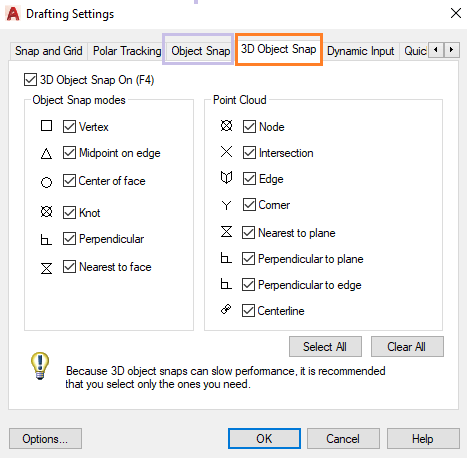 Drafting Settings
Snap and Grid Polar Tracking Object Snap 3D Object Snap Dynamic Input Quic
3D Object Snap On (F4)
Object Snap modes
Vertex
Midpoint on edge
Center of face
Knot
Perpendicular
Nearest to face
Point Cloud
Node
Intersection
Edge
Corner
Nearest to plane
Perpendicular to plane
Perpendicular to edge
Centerline
Select All Clear All
Because 3D object snaps can slow perfomance, it is recommended
that you select only the ones you need.
Options... OK Cancel Help